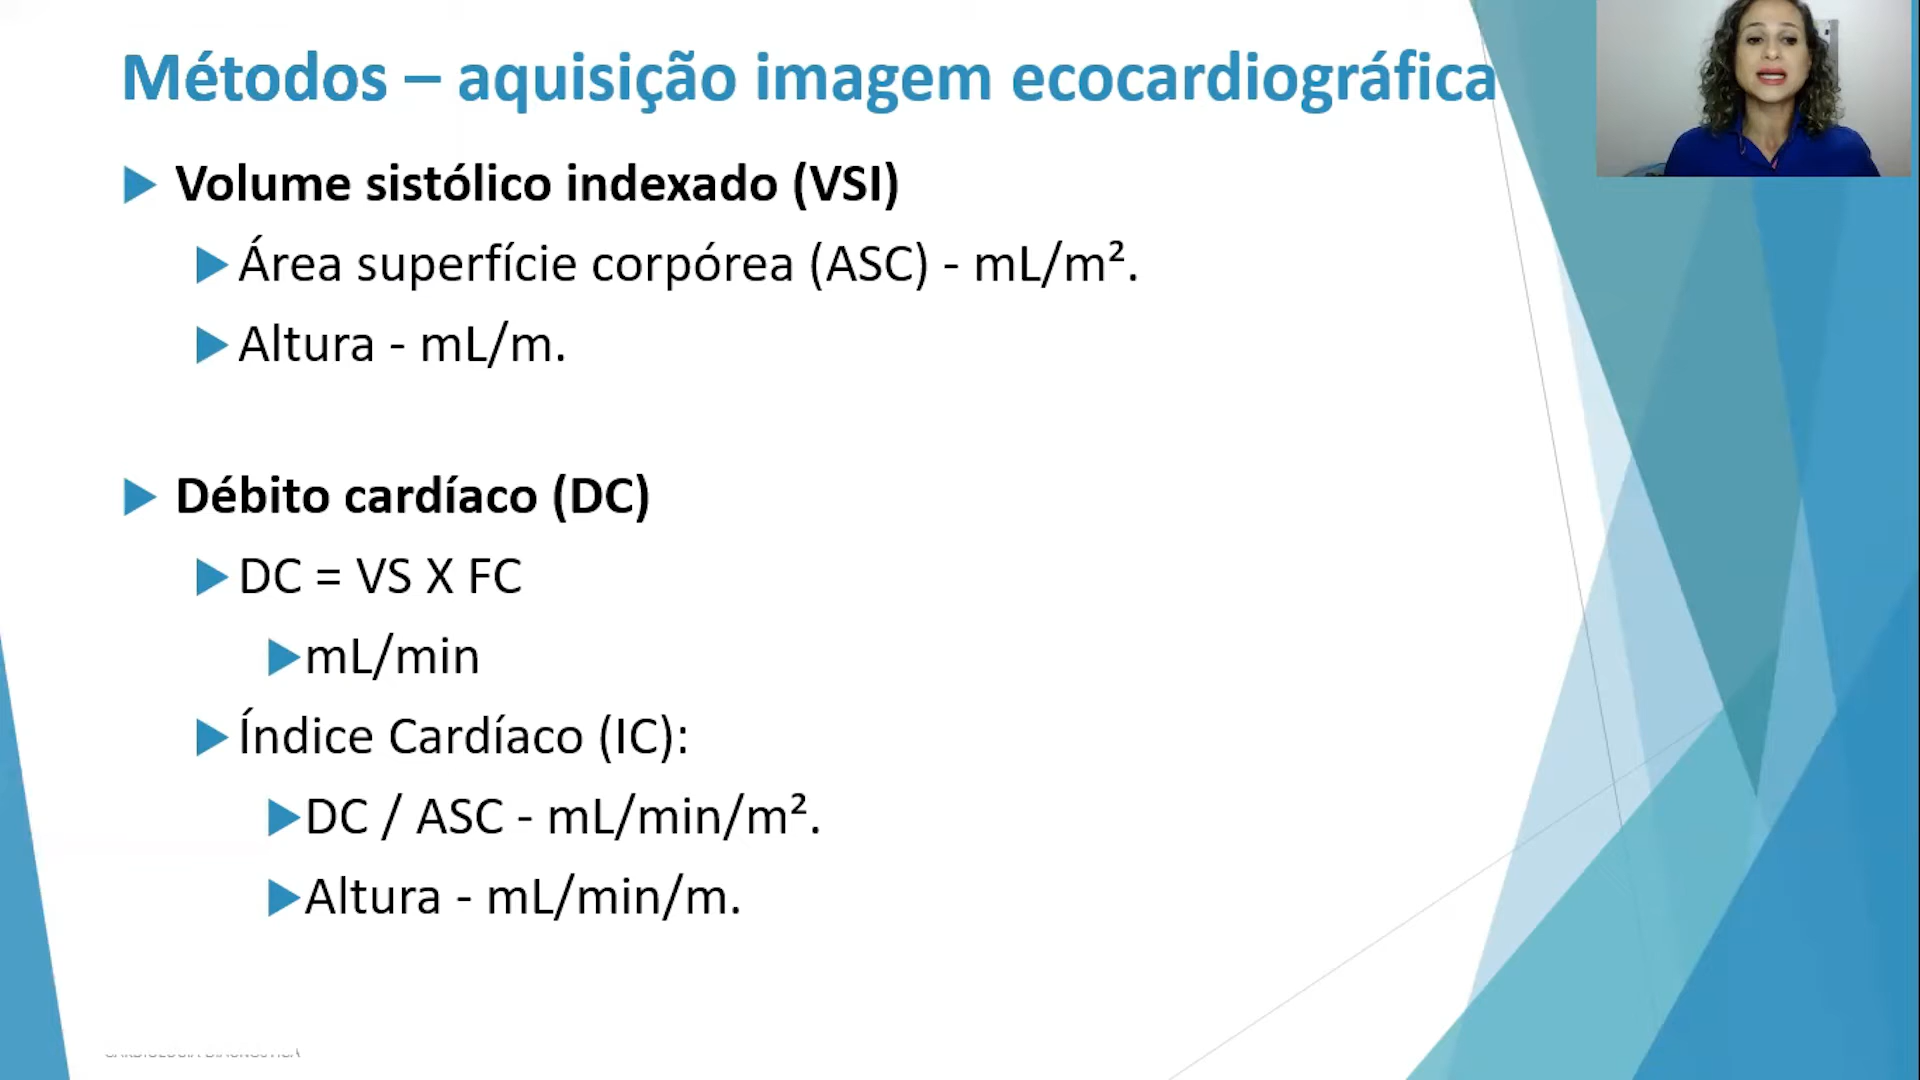 Métodos – aquisição imagem ecocardiográfica
Volume sistólico indexado (VSI)
Área superfície corpórea (ASC) - mL/m².
Altura - mL/m.
Débito cardíaco (DC)
DC = VS X FC
mL/min
Índice Cardíaco (IC):
DC / ASC - mL/min/m².
Altura - mL/min/m.